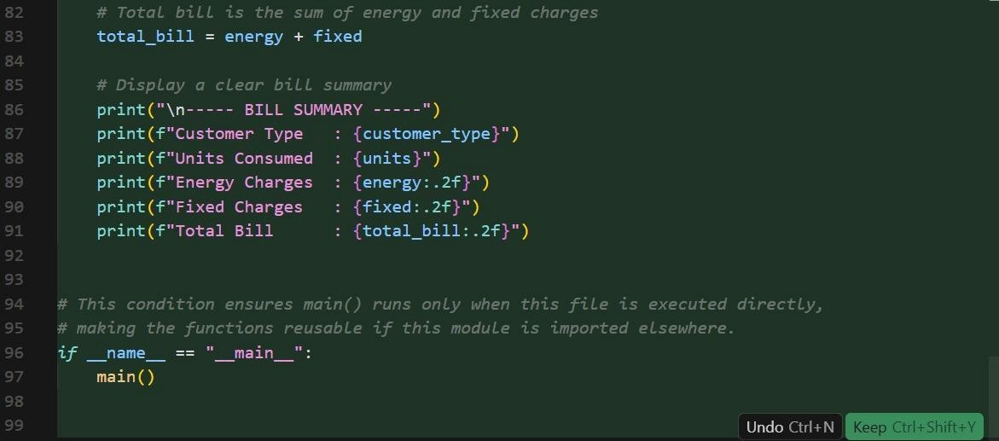 82 # Total bill is the sum of energy and fixed charges
83 total_bill = energy + fixed
84
85 # Display a clear bill summary
86 print("\n----- BILL SUMMARY -----")
87 print(f"Customer Type   : {customer_type}")
88 print(f"Units Consumed  : {units}")
89 print(f"Energy Charges  : {energy:.2f}")
90 print(f"Fixed Charges   : {fixed:.2f}")
91 print(f"Total Bill      : {total_bill:.2f}")
92
93
94 # This condition ensures main() runs only when this file is executed directly,
95 # making the functions reusable if this module is imported elsewhere.
96 if __name__ == "__main__":
97     main()
98
99
Undo Ctrl+N Keep Ctrl+Shift+Y